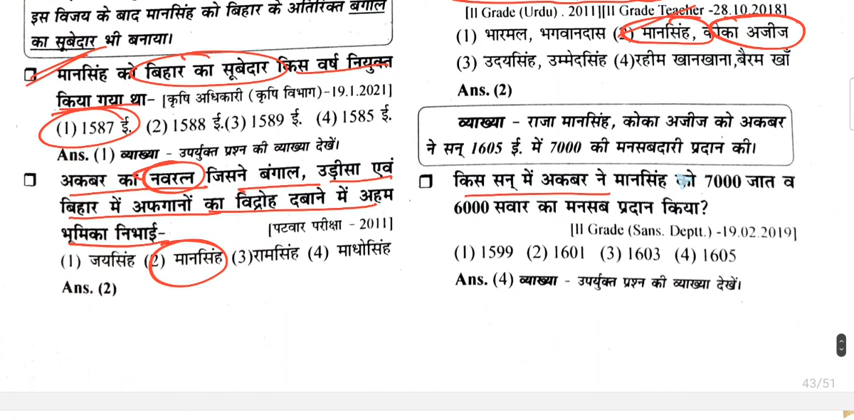 इस विजय के बाद मानसिंह को बिहार के अतिरिक्त बंगाल
का सूबेदार भी बनाया।
मानसिंह को बिहार का सूबेदार किस वर्ष नियुक्त
किया गया था- [कृषि अधिकारी (कृषि विभाग)-19.1.2021]
(1) 1587 ई. (2) 1588 ई.(3) 1589 ई. (4) 1585 ई.
Ans. (1) व्याख्या - उपर्युक्त प्रश्न की व्याख्या देखें।
अकबर का नवरत्न जिसने बंगाल, उड़ीसा एवं
बिहार में अफगानों का विद्रोह दबाने में अहम
भूमिका निभाई- [पटवार परीक्षा - 2011]
(1) जयसिंह (2) मानसिंह (3)रामसिंह (4) माधोसिंह
Ans. (2)
[II Grade (Urdu) . 2011][II Grade Teacher -28.10.2018]
(1) भारमल, भगवानदास (2) मानसिंह, कोका अजीज
(3) उदयसिंह, उम्मेदसिंह (4)रहीम खानखाना,बैरम खाँ
Ans. (2)
व्याख्या - राजा मानसिंह, कोका अजीज को अकबर
ने सन् 1605 ई. में 7000 की मनसबदारी प्रदान की।
किस सन् में अकबर ने मानसिंह को 7000 जात व
6000 सवार का मनसब प्रदान किया?
[II Grade (Sans. Deptt.) -19.02.2019]
(1) 1599 (2) 1601 (3) 1603 (4) 1605
Ans. (4) व्याख्या - उपर्युक्त प्रश्न की व्याख्या देखें।
43/51